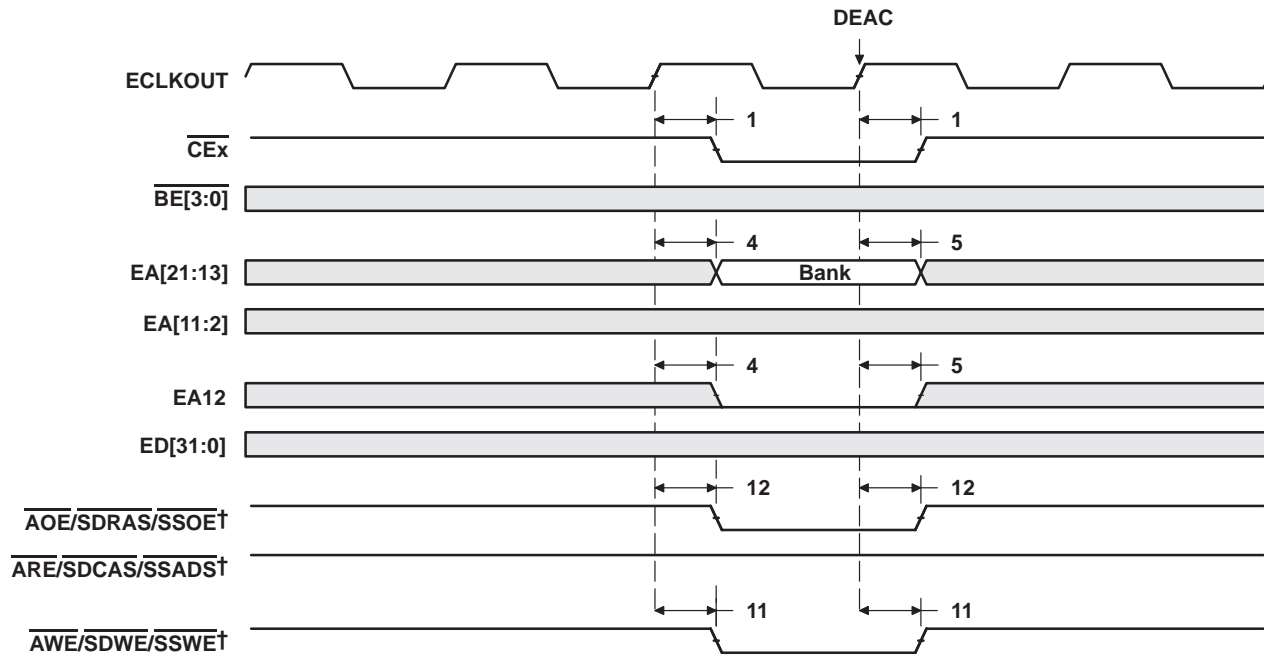 DEAC
ECLKOUT
1 1
CEx
BE[3:0]
4 5
EA[21:13] Bank
EA[11:2]
4 5
EA12
ED[31:0]
12 12
AOE/SDRAS/SSOE†
ARE/SDCAS/SSADS†
11 11
AWE/SDWE/SSWE†